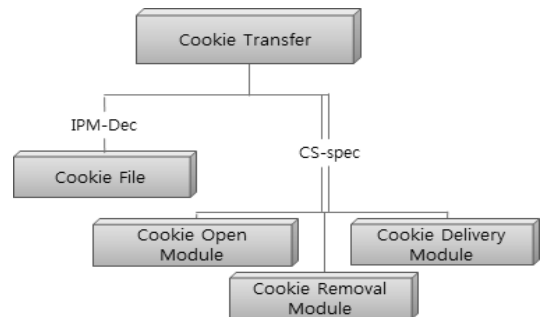 Cookie Transfer
IPM-Dec
CS-spec
Cookie File
Cookie Open
Module
Cookie Delivery
Module
Cookie Removal
Module